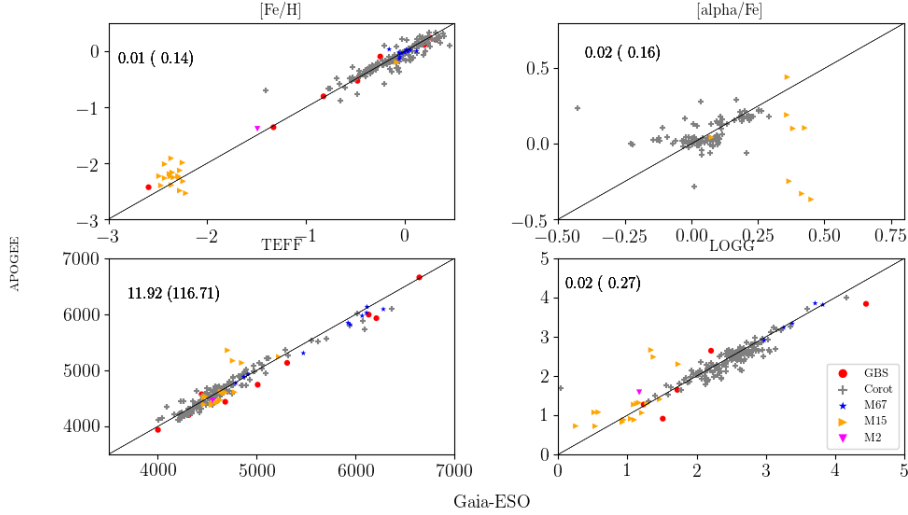 [Fe/H]
[alpha/Fe]
0.01 ( 0.14)
0.02 ( 0.16)
0
−1
−2
−3
0.5
0.0
−0.5
−3
−2
−1
0
−0.50
−0.25
0.00
0.25
0.50
0.75
TEFF
LOGG
APOGEE
7000
6000
5000
4000
5
4
3
2
1
0
11.92 (116.71)
0.02 ( 0.27)
GBS
Corot
M67
M15
M2
4000
5000
6000
7000
0
1
2
3
4
5
Gaia-ESO